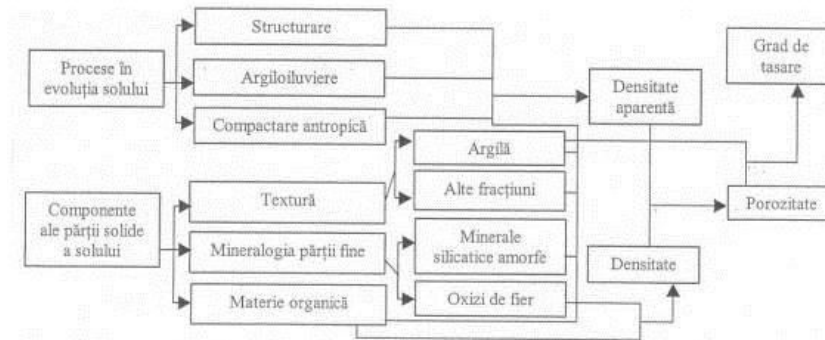 Structurare
Grad de
tasare
Procese în
evoluția solului
Argiloiluviere
Densitate
aparentă
Compactare antropică
Argilă
Textură
Alte fracțiuni
Componente
ale părții solide
a solului
Porozitate
Mineralogia părții fine
Minerale
silicatice amorfe
Densitate
Materie organică
Oxizi de fier